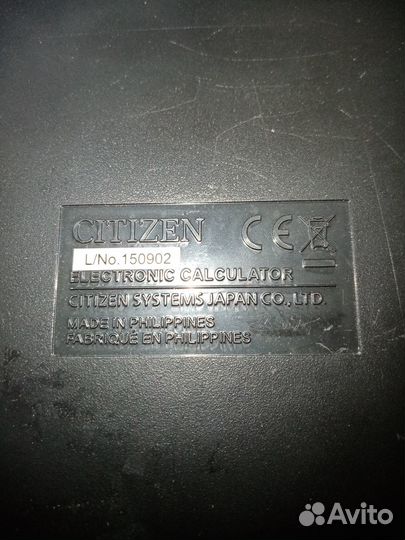 CITIZEN CE
L/No.150902
ELECTRONIC CALCULATOR
CITIZEN SYSTEMS JAPAN CO., LTD.
MADE IN PHILIPPINES
FABRIQUÉ EN PHILIPPINES
Avito